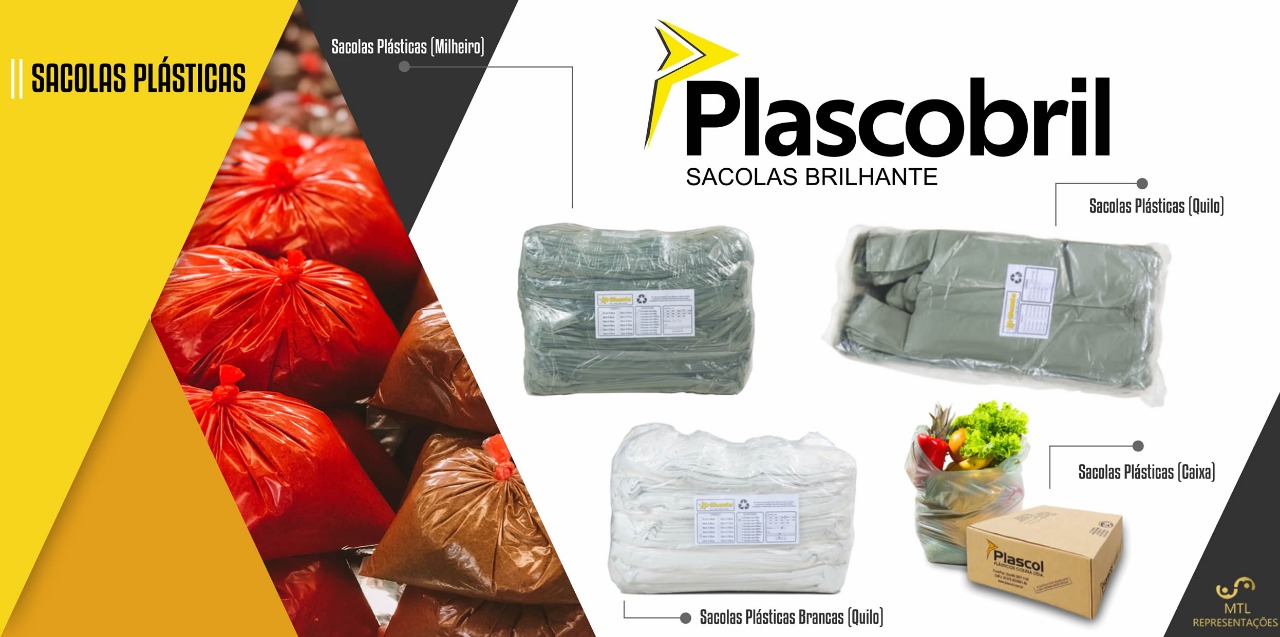 SACOLAS PLÁSTICAS
Sacolas Plásticas (Milheiro)
Plascobril
SACOLAS BRILHANTE
Sacolas Plásticas (Quilo)
Sacolas Plásticas (Caixa)
Plascol
Sacolas Plásticas Brancas (Quilo)
MTL
REPRESENTAÇÕES